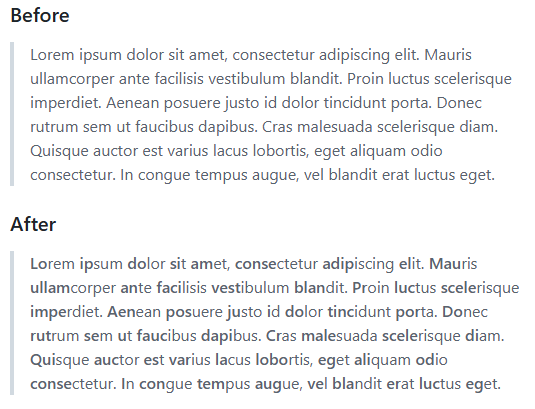 Before
Lorem ipsum dolor sit amet, consectetur adipiscing elit. Mauris
ullamcorper ante facilisis vestibulum blandit. Proin luctus scelerisque
imperdiet. Aenean posuere justo id dolor tincidunt porta. Donec
rutrum sem ut faucibus dapibus. Cras malesuada scelerisque diam.
Quisque auctor est varius lacus lobortis, eget aliquam odio
consectetur. In congue tempus augue, vel blandit erat luctus eget.
After
Lorem ipsum dolor sit amet, consectetur adipiscing elit. Mauris
ullamcorper ante facilisis vestibulum blandit. Proin luctus scelerisque
imperdiet. Aenean posuere justo id dolor tincidunt porta. Donec
rutrum sem ut faucibus dapibus. Cras malesuada scelerisque diam.
Quisque auctor est varius lacus lobortis, eget aliquam odio
consectetur. In congue tempus augue, vel blandit erat luctus eget.